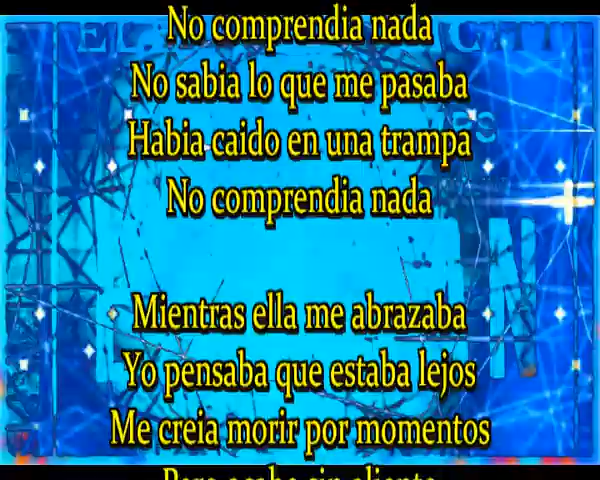 No comprendia nada
No sabia lo que me pasaba
Habia caido en una trampa
No comprendia nada
Mientras ella me abrazaba
Yo pensaba que estaba lejos
Me creia morir por momentos